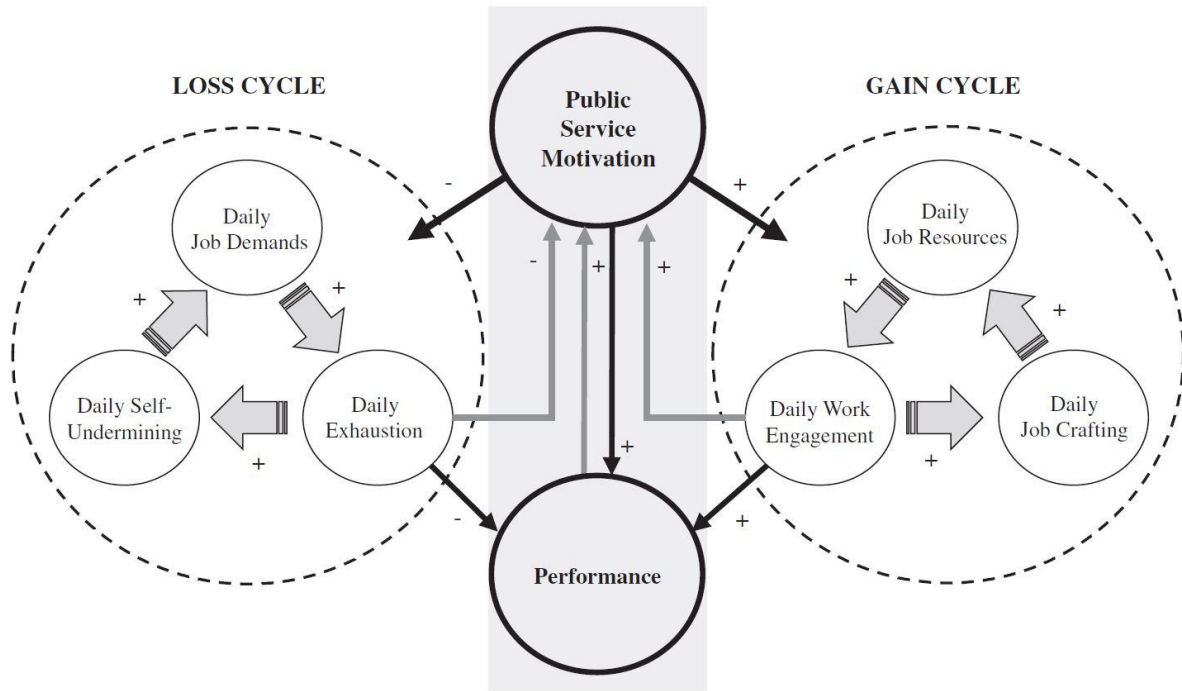 LOSS CYCLE
Public
Service
Motivation
GAIN CYCLE
-
+
Daily
Job Demands
Daily
Job Resources
-
+
+
+
+
+
+
Daily Self-
Undermining
Daily
Exhaustion
Daily Work
Engagement
Daily
Job Crafting
+
+
+
-
+
Performance